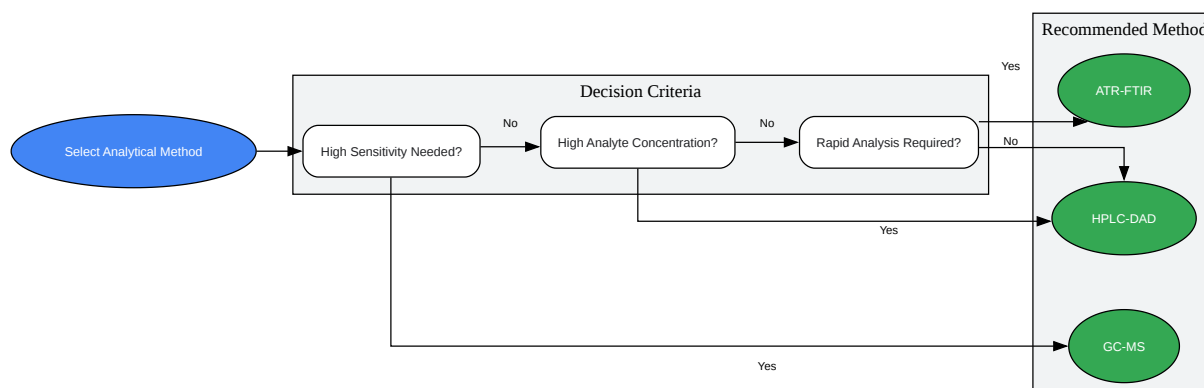 Recommended Method
Yes
Decision Criteria
ATR-FTIR
No
No
Select Analytical Method
High Sensitivity Needed?
High Analyte Concentration?
Rapid Analysis Required?
No
HPLC-DAD
Yes
GC-MS
Yes